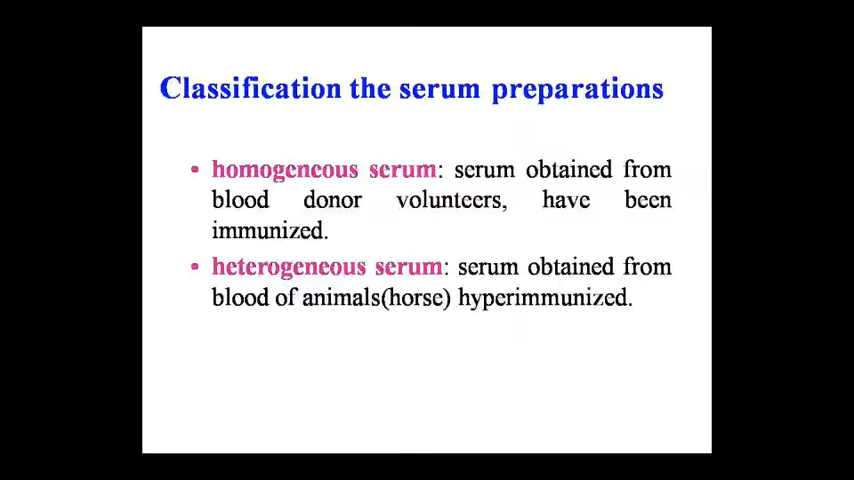 Classification the serum preparations
• homogeneous serum: serum obtained from
blood donor volunteers, have been
immunized.
• heterogeneous serum: serum obtained from
blood of animals(horse) hyperimmunized.